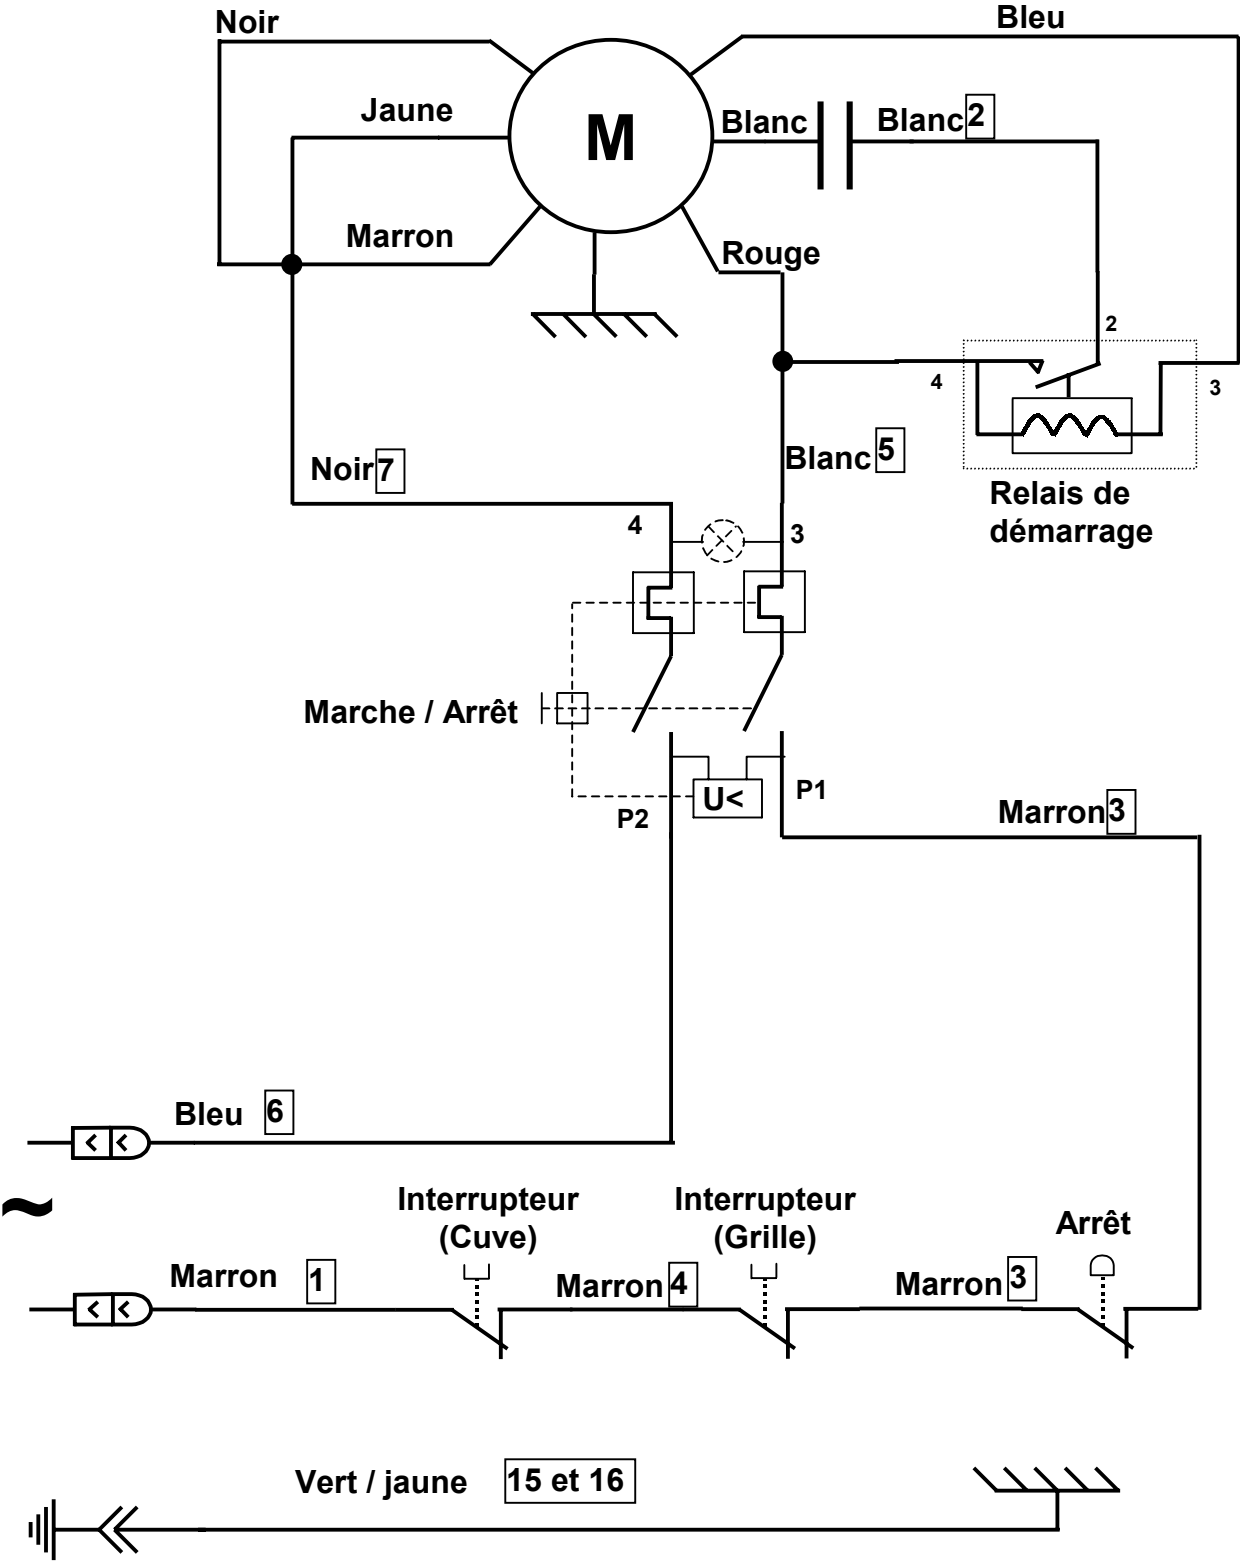 Noir
Bleu
Jaune
M
Blanc
Blanc 2
Marron
Rouge
2
4
3
Noir 7
Blanc 5
Relais de
démarrage
4
3
Marche / Arrêt
U<
P1
P2
Marron 3
Bleu 6
~
Interrupteur
(Cuve)
Interrupteur
(Grille)
Arrêt
Marron 1
Marron 4
Marron 3
Vert / jaune 15 et 16